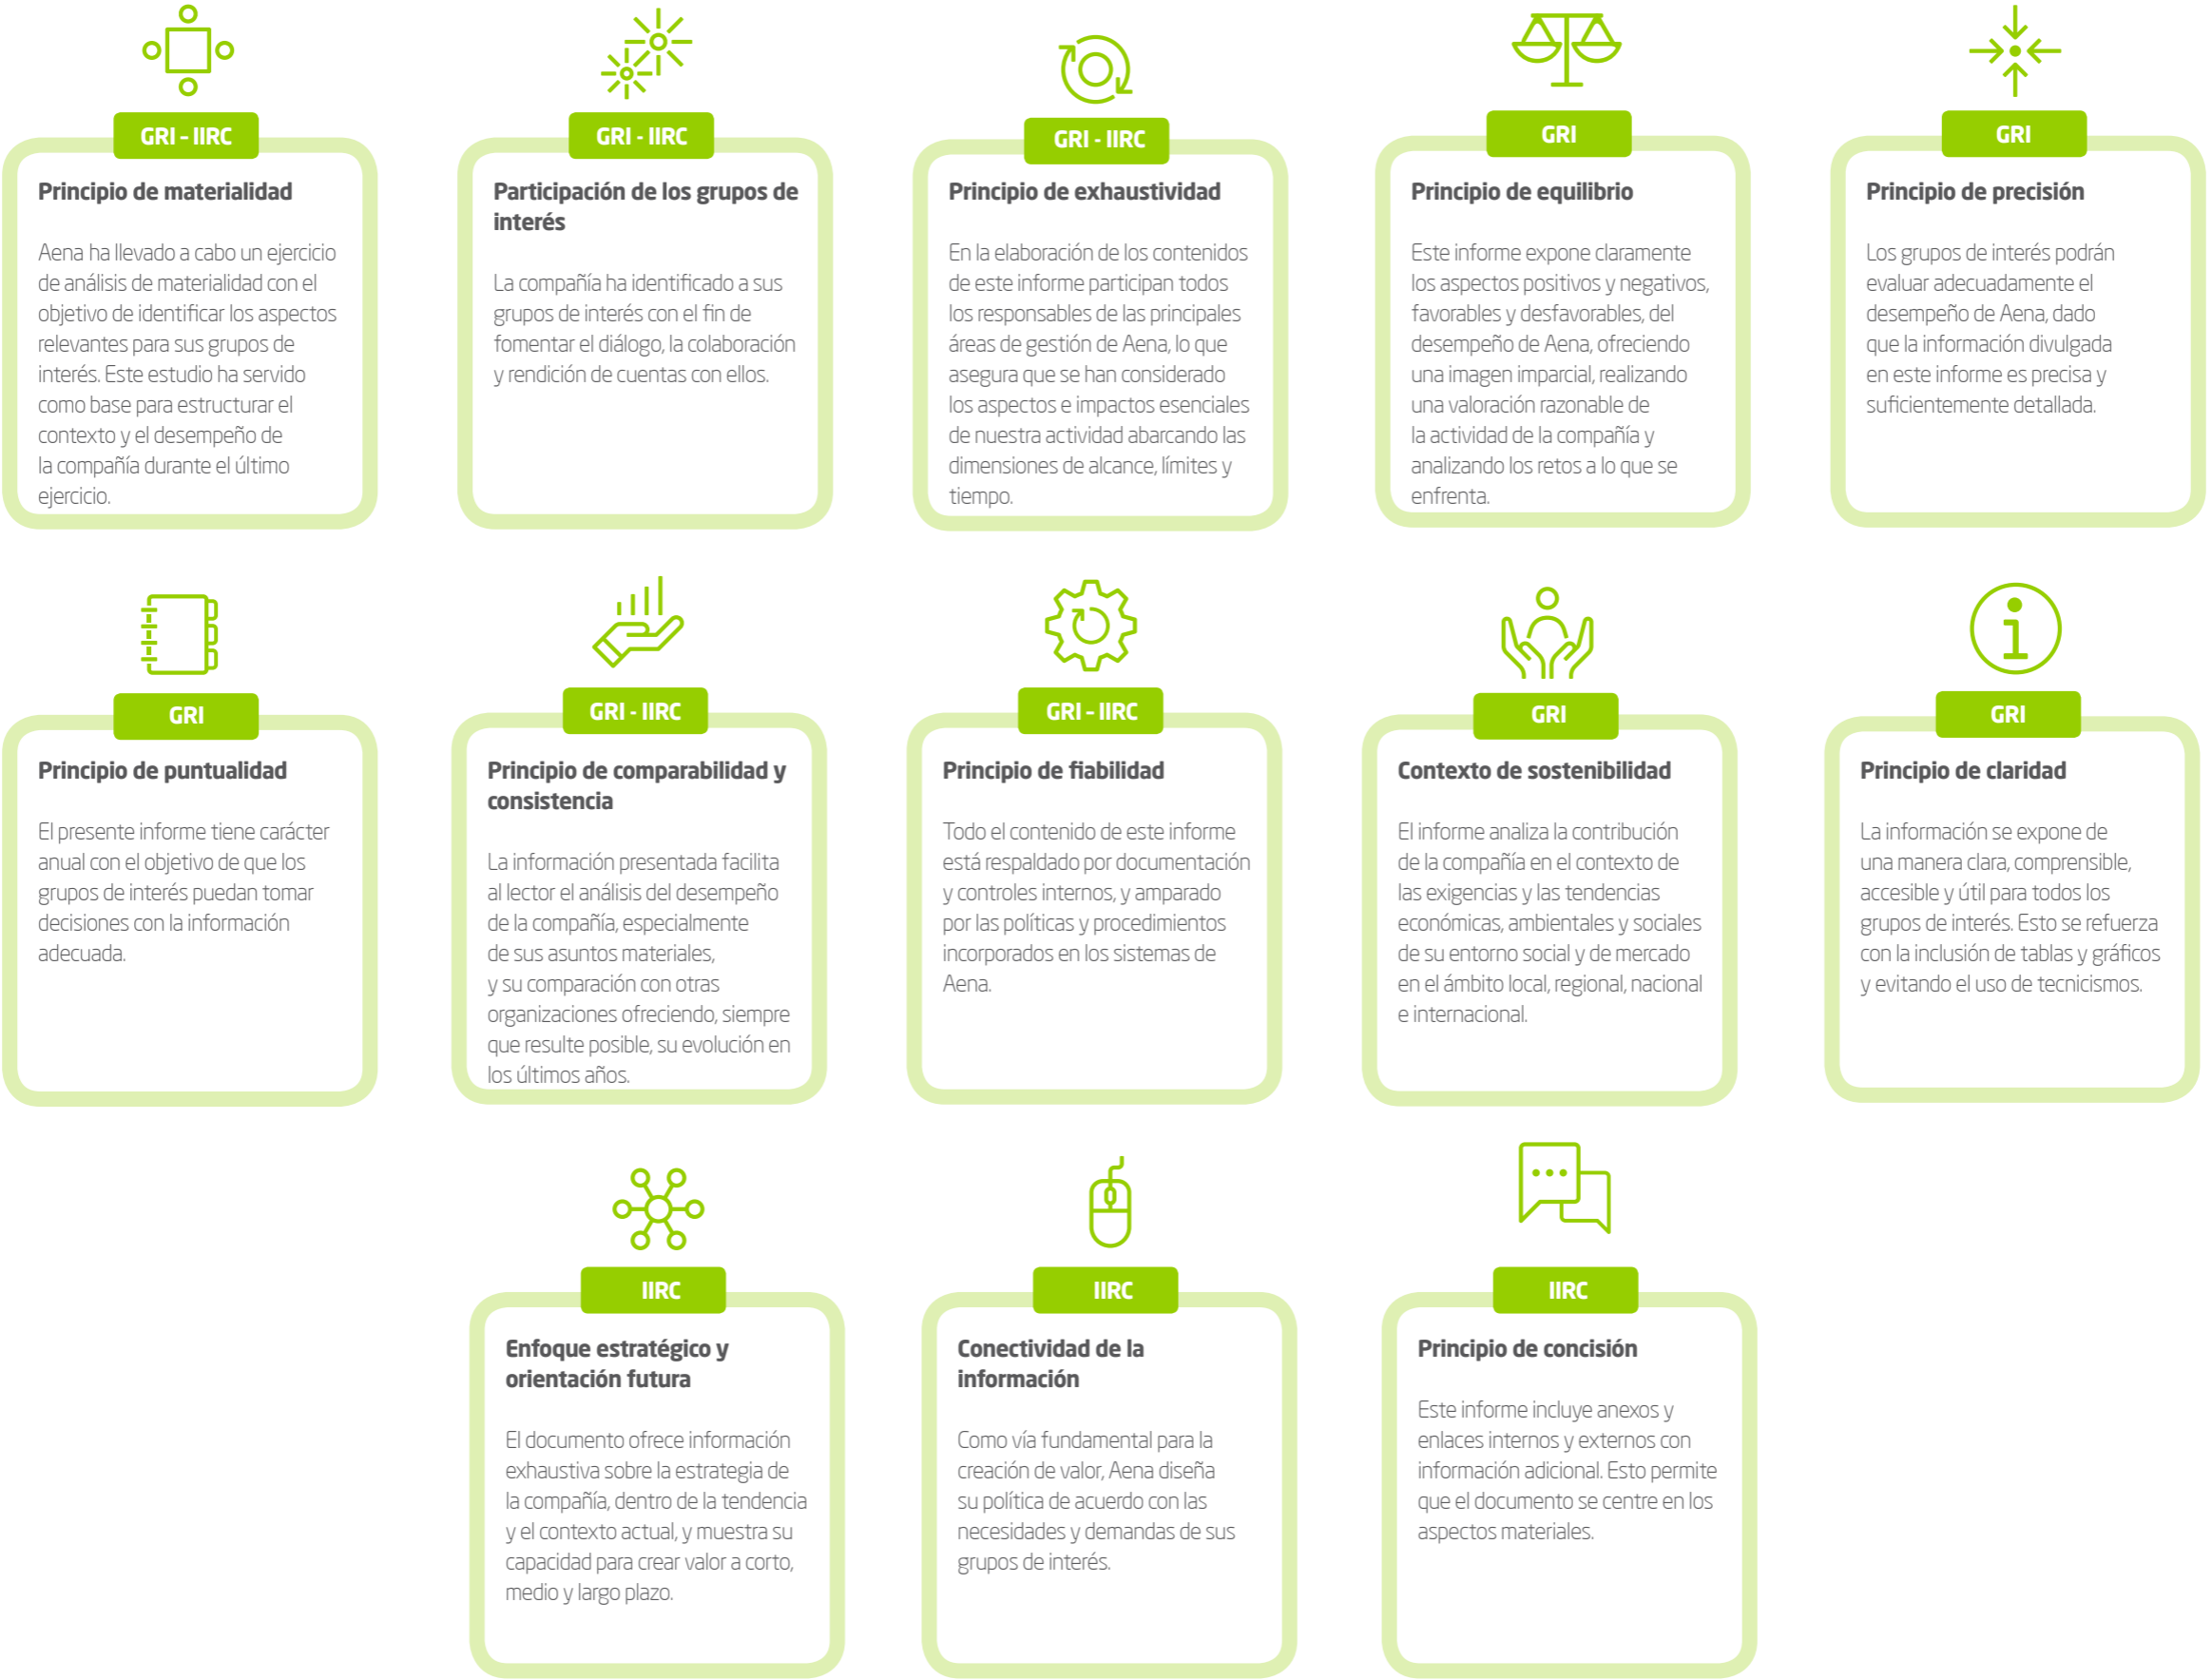 GRI – IIRC
Principio de materialidad
Aena ha llevado a cabo un ejercicio
de análisis de materialidad con el
objetivo de identificar los aspectos
relevantes para sus grupos de
interés. Este estudio ha servido
como base para estructurar el
contexto y el desempeño de
la compañía durante el último
ejercicio.
GRI - IIRC
Participación de los grupos de
interés
La compañía ha identificado a sus
grupos de interés con el fin de
fomentar el diálogo, la colaboración
y rendición de cuentas con ellos.
GRI - IIRC
Principio de exhaustividad
En la elaboración de los contenidos
de este informe participan todos
los responsables de las principales
áreas de gestión de Aena, lo que
asegura que se han considerado
los aspectos e impactos esenciales
de nuestra actividad abarcando las
dimensiones de alcance, límites y
tiempo.
GRI
Principio de equilibrio
Este informe expone claramente
los aspectos positivos y negativos,
favorables y desfavorables, del
desempeño de Aena, ofreciendo
una imagen imparcial, realizando
una valoración razonable de
la actividad de la compañía y
analizando los retos a lo que se
enfrenta.
GRI
Principio de precisión
Los grupos de interés podrán
evaluar adecuadamente el
desempeño de Aena, dado
que la información divulgada
en este informe es precisa y
suficientemente detallada.
GRI
Principio de puntualidad
El presente informe tiene carácter
anual con el objetivo de que los
grupos de interés puedan tomar
decisiones con la información
adecuada.
GRI - IIRC
Principio de comparabilidad y
consistencia
La información presentada facilita
al lector el análisis del desempeño
de la compañía, especialmente
de sus asuntos materiales,
y su comparación con otras
organizaciones ofreciendo, siempre
que resulte posible, su evolución en
los últimos años.
GRI – IIRC
Principio de fiabilidad
Todo el contenido de este informe
está respaldado por documentación
y controles internos, y amparado
por las políticas y procedimientos
incorporados en los sistemas de
Aena.
GRI
Contexto de sostenibilidad
El informe analiza la contribución
de la compañía en el contexto de
las exigencias y las tendencias
económicas, ambientales y sociales
de su entorno social y de mercado
en el ámbito local, regional, nacional
e internacional.
GRI
Principio de claridad
La información se expone de
una manera clara, comprensible,
accesible y útil para todos los
grupos de interés. Esto se refuerza
con la inclusión de tablas y gráficos
y evitando el uso de tecnicismos.
IIRC
Enfoque estratégico y
orientación futura
El documento ofrece información
exhaustiva sobre la estrategia de
la compañía, dentro de la tendencia
y el contexto actual, y muestra su
capacidad para crear valor a corto,
medio y largo plazo.
IIRC
Conectividad de la
información
Como vía fundamental para la
creación de valor, Aena diseña
su política de acuerdo con las
necesidades y demandas de sus
grupos de interés.
IIRC
Principio de concisión
Este informe incluye anexos y
enlaces internos y externos con
información adicional. Esto permite
que el documento se centre en los
aspectos materiales.